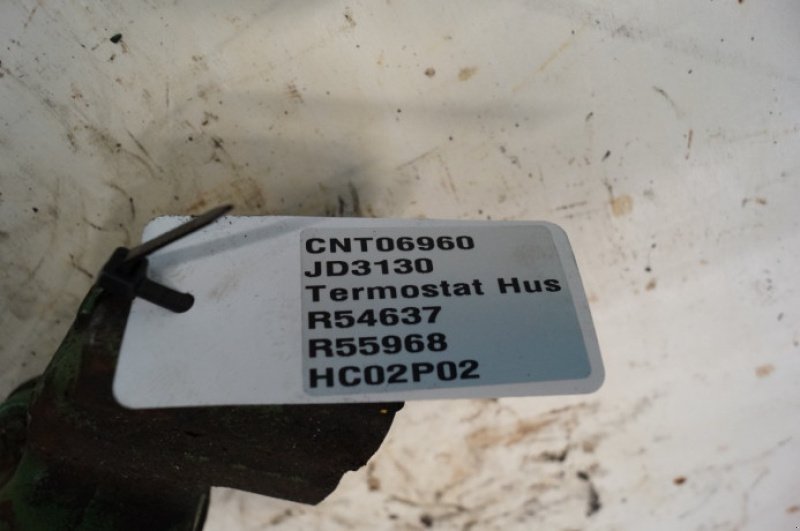 CNT06960
JD3130
Termostat Hus
R54637
R55968
HC02P02